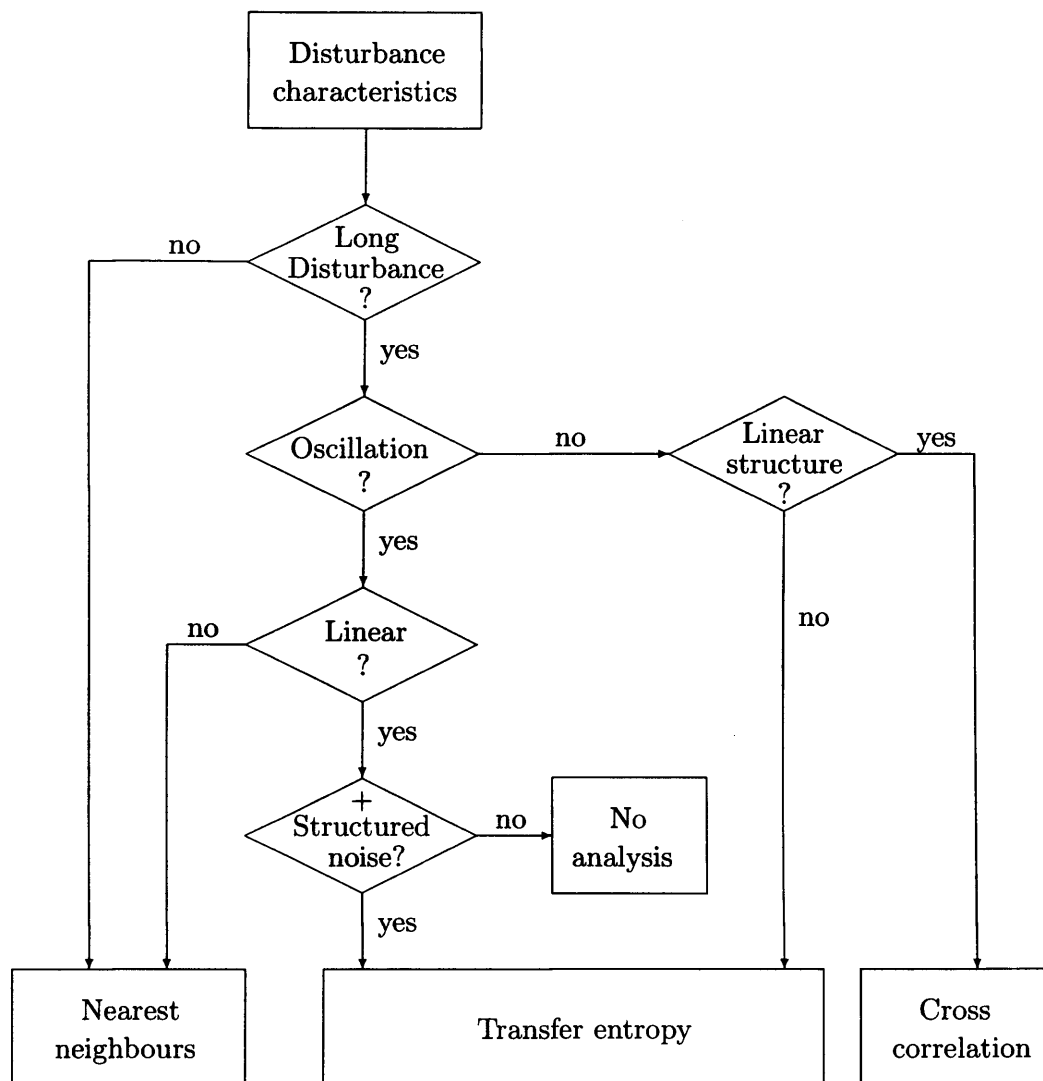 Disturbance
characteristics
Long
Disturbance
?
no
yes
Oscillation
?
no
Linear
structure
?
yes
yes
no
Linear
?
no
yes
+
Structured
noise?
no
No
analysis
yes
Nearest
neighbours
Transfer entropy
Cross
correlation